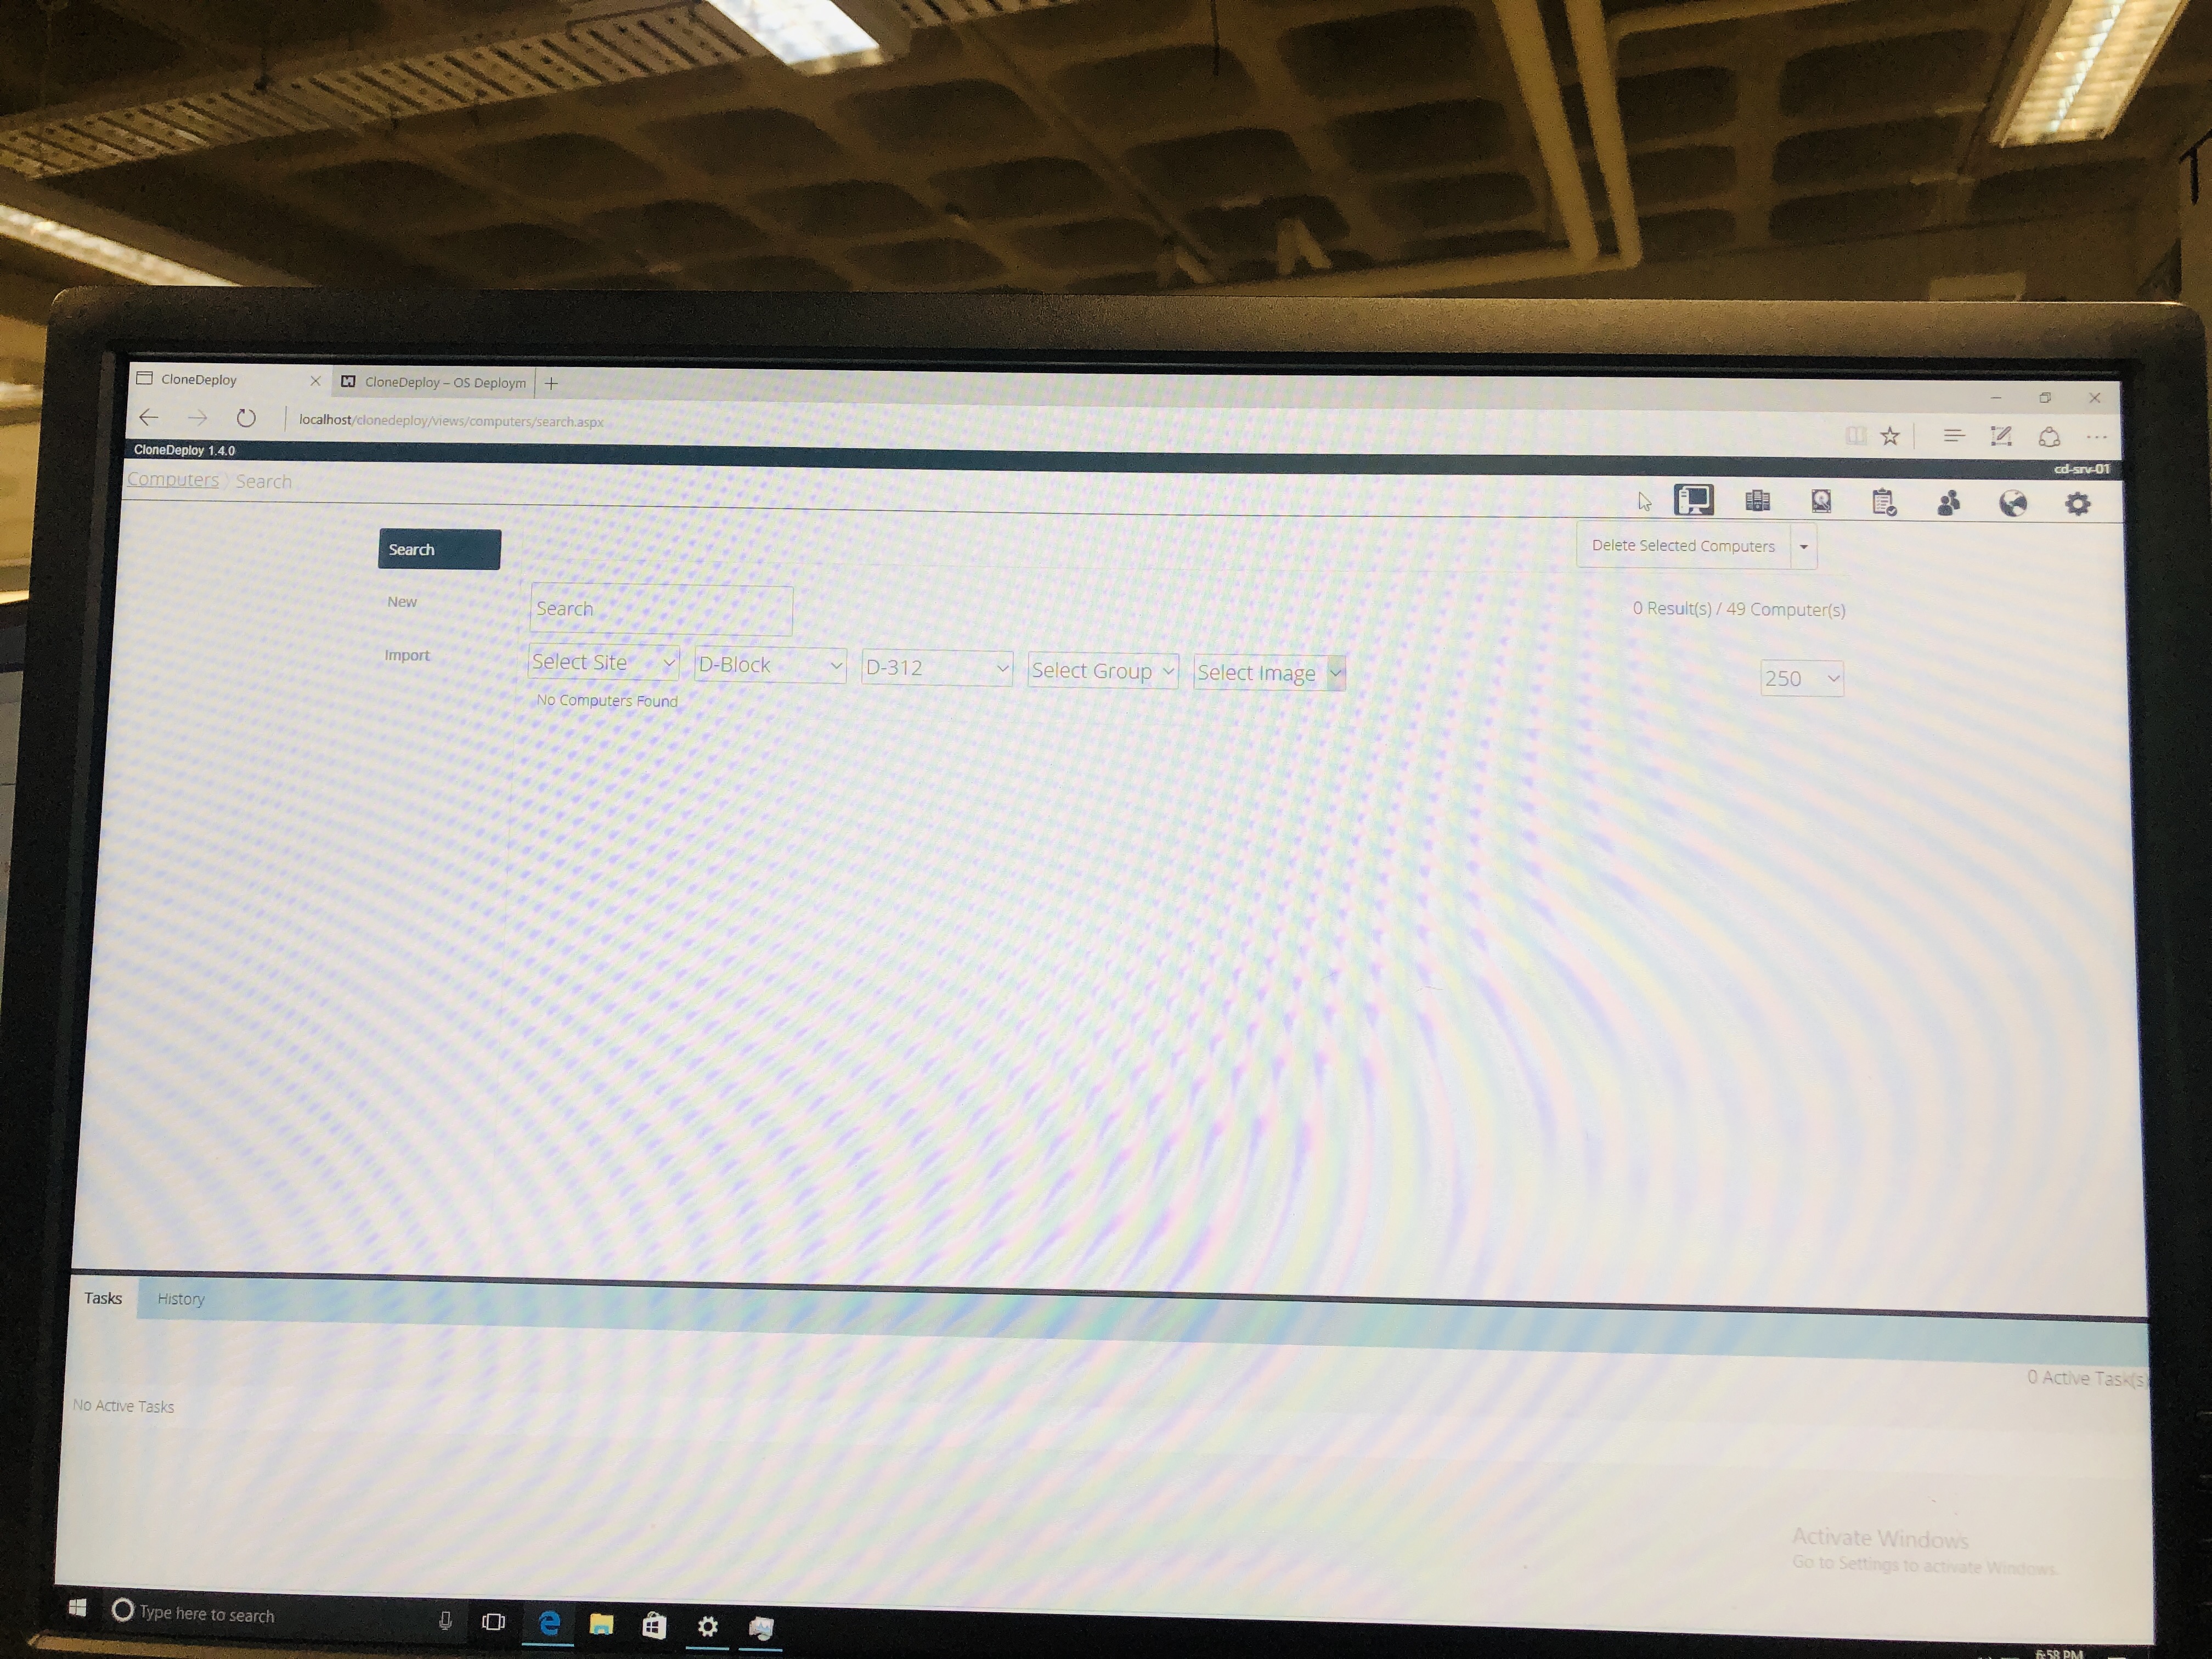 CloneDeploy
CloneDeploy – OS Deploym
localhost/clonedeploy/views/computers/search.aspx
CloneDeploy 1.4.0
cd-srv-01
Computers Search
Search
Delete Selected Computers
New
Search
0 Result(s) / 49 Computer(s)
Import
Select Site D-Block D-312 Select Group Select Image 250
No Computers Found
Tasks History
0 Active Task(s)
No Active Tasks
Activate Windows
Go to Settings to activate Windows.
Type here to search
6:58 PM